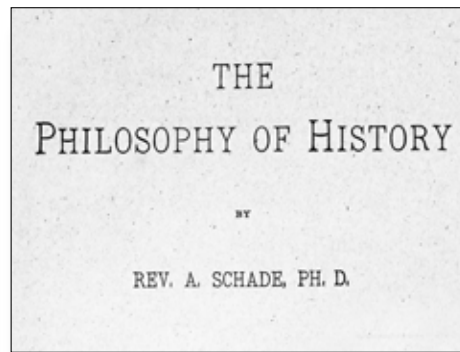 THE
PHILOSOPHY OF HISTORY
BY
REV. A. SCHADE, PH. D.